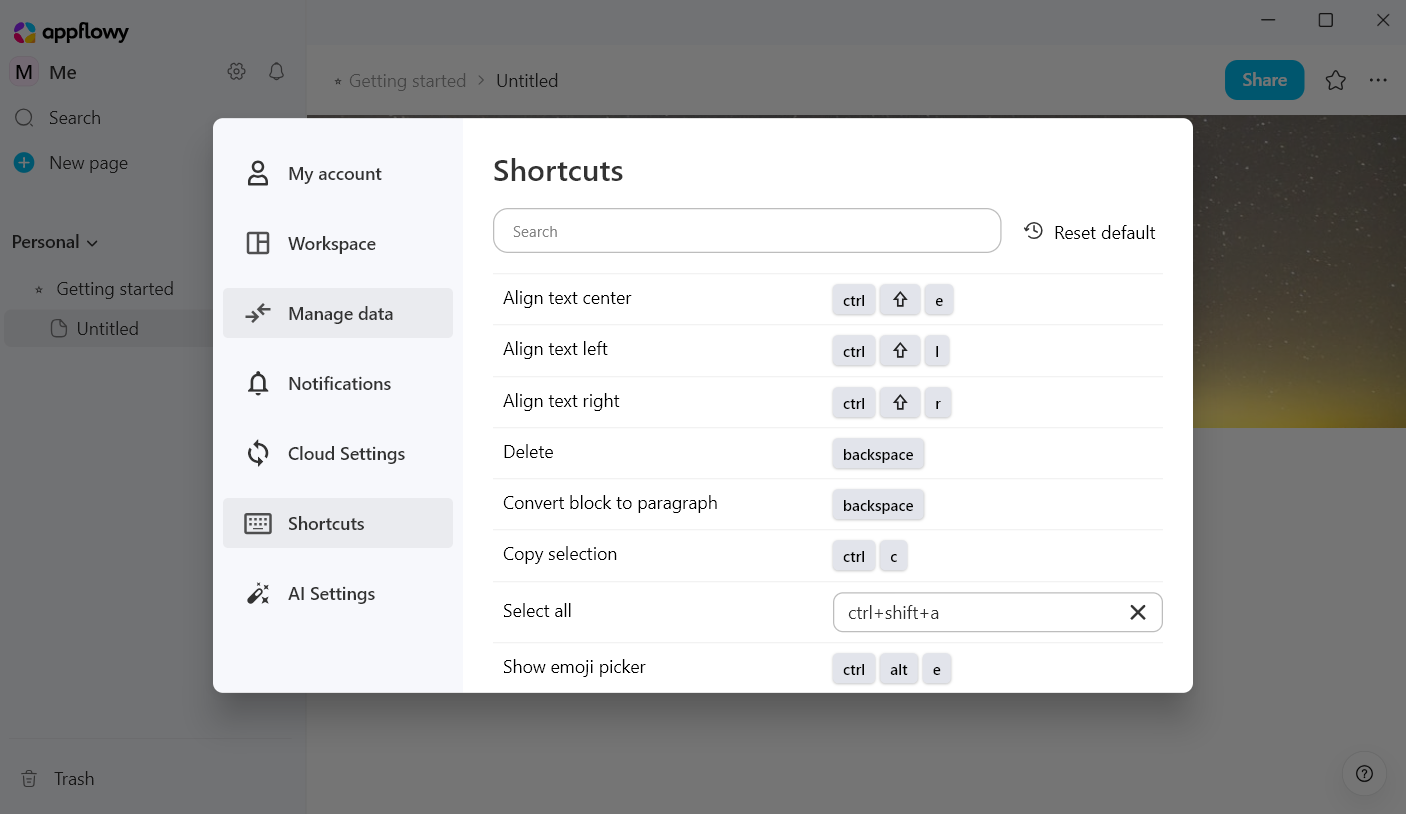 appflowy
M Me
Search
New page
Personal
Getting started
Untitled
Trash
Getting started > Untitled
Share
My account
Workspace
Manage data
Notifications
Cloud Settings
Shortcuts
AI Settings
Shortcuts
Search
Reset default
Align text center ctrl ⇧ e
Align text left ctrl ⇧ l
Align text right ctrl ⇧ r
Delete backspace
Convert block to paragraph backspace
Copy selection ctrl c
Select all ctrl+shift+a
Show emoji picker ctrl alt e